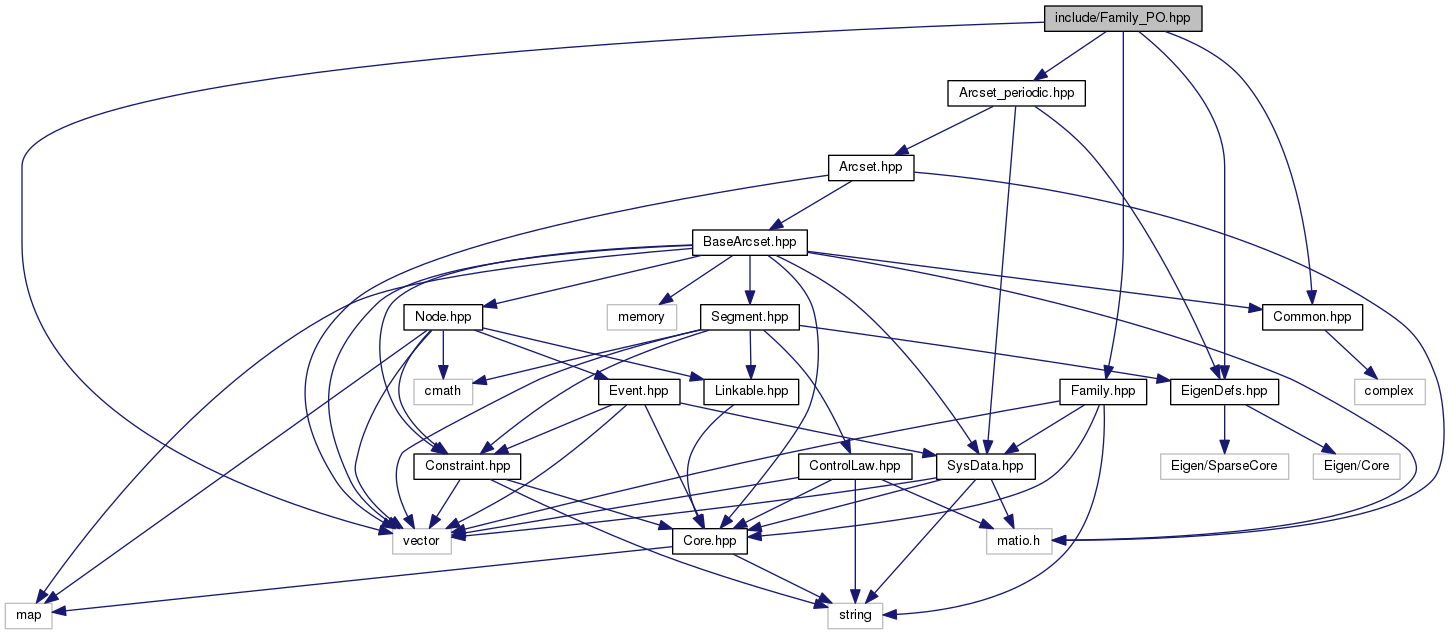 include/Family_PO.hpp
Arcset_periodic.hpp
Arcset.hpp
BaseArcset.hpp
Node.hpp
memory
Segment.hpp
Common.hpp
cmath
Event.hpp
Linkable.hpp
Family.hpp
EigenDefs.hpp
complex
Constraint.hpp
ControlLaw.hpp
SysData.hpp
Eigen/SparseCore
Eigen/Core
vector
Core.hpp
matio.h
map
string